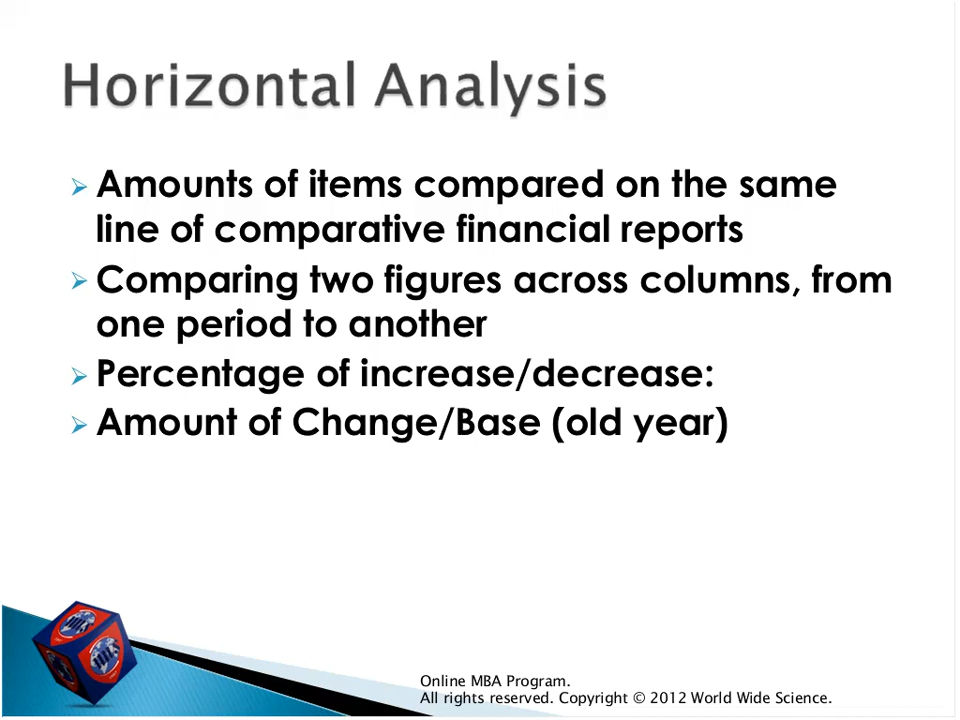 Horizontal Analysis
Amounts of items compared on the same
line of comparative financial reports
Comparing two figures across columns, from
one period to another
Percentage of increase/decrease:
Amount of Change/Base (old year)
Online MBA Program.
All rights reserved. Copyright © 2012 World Wide Science.